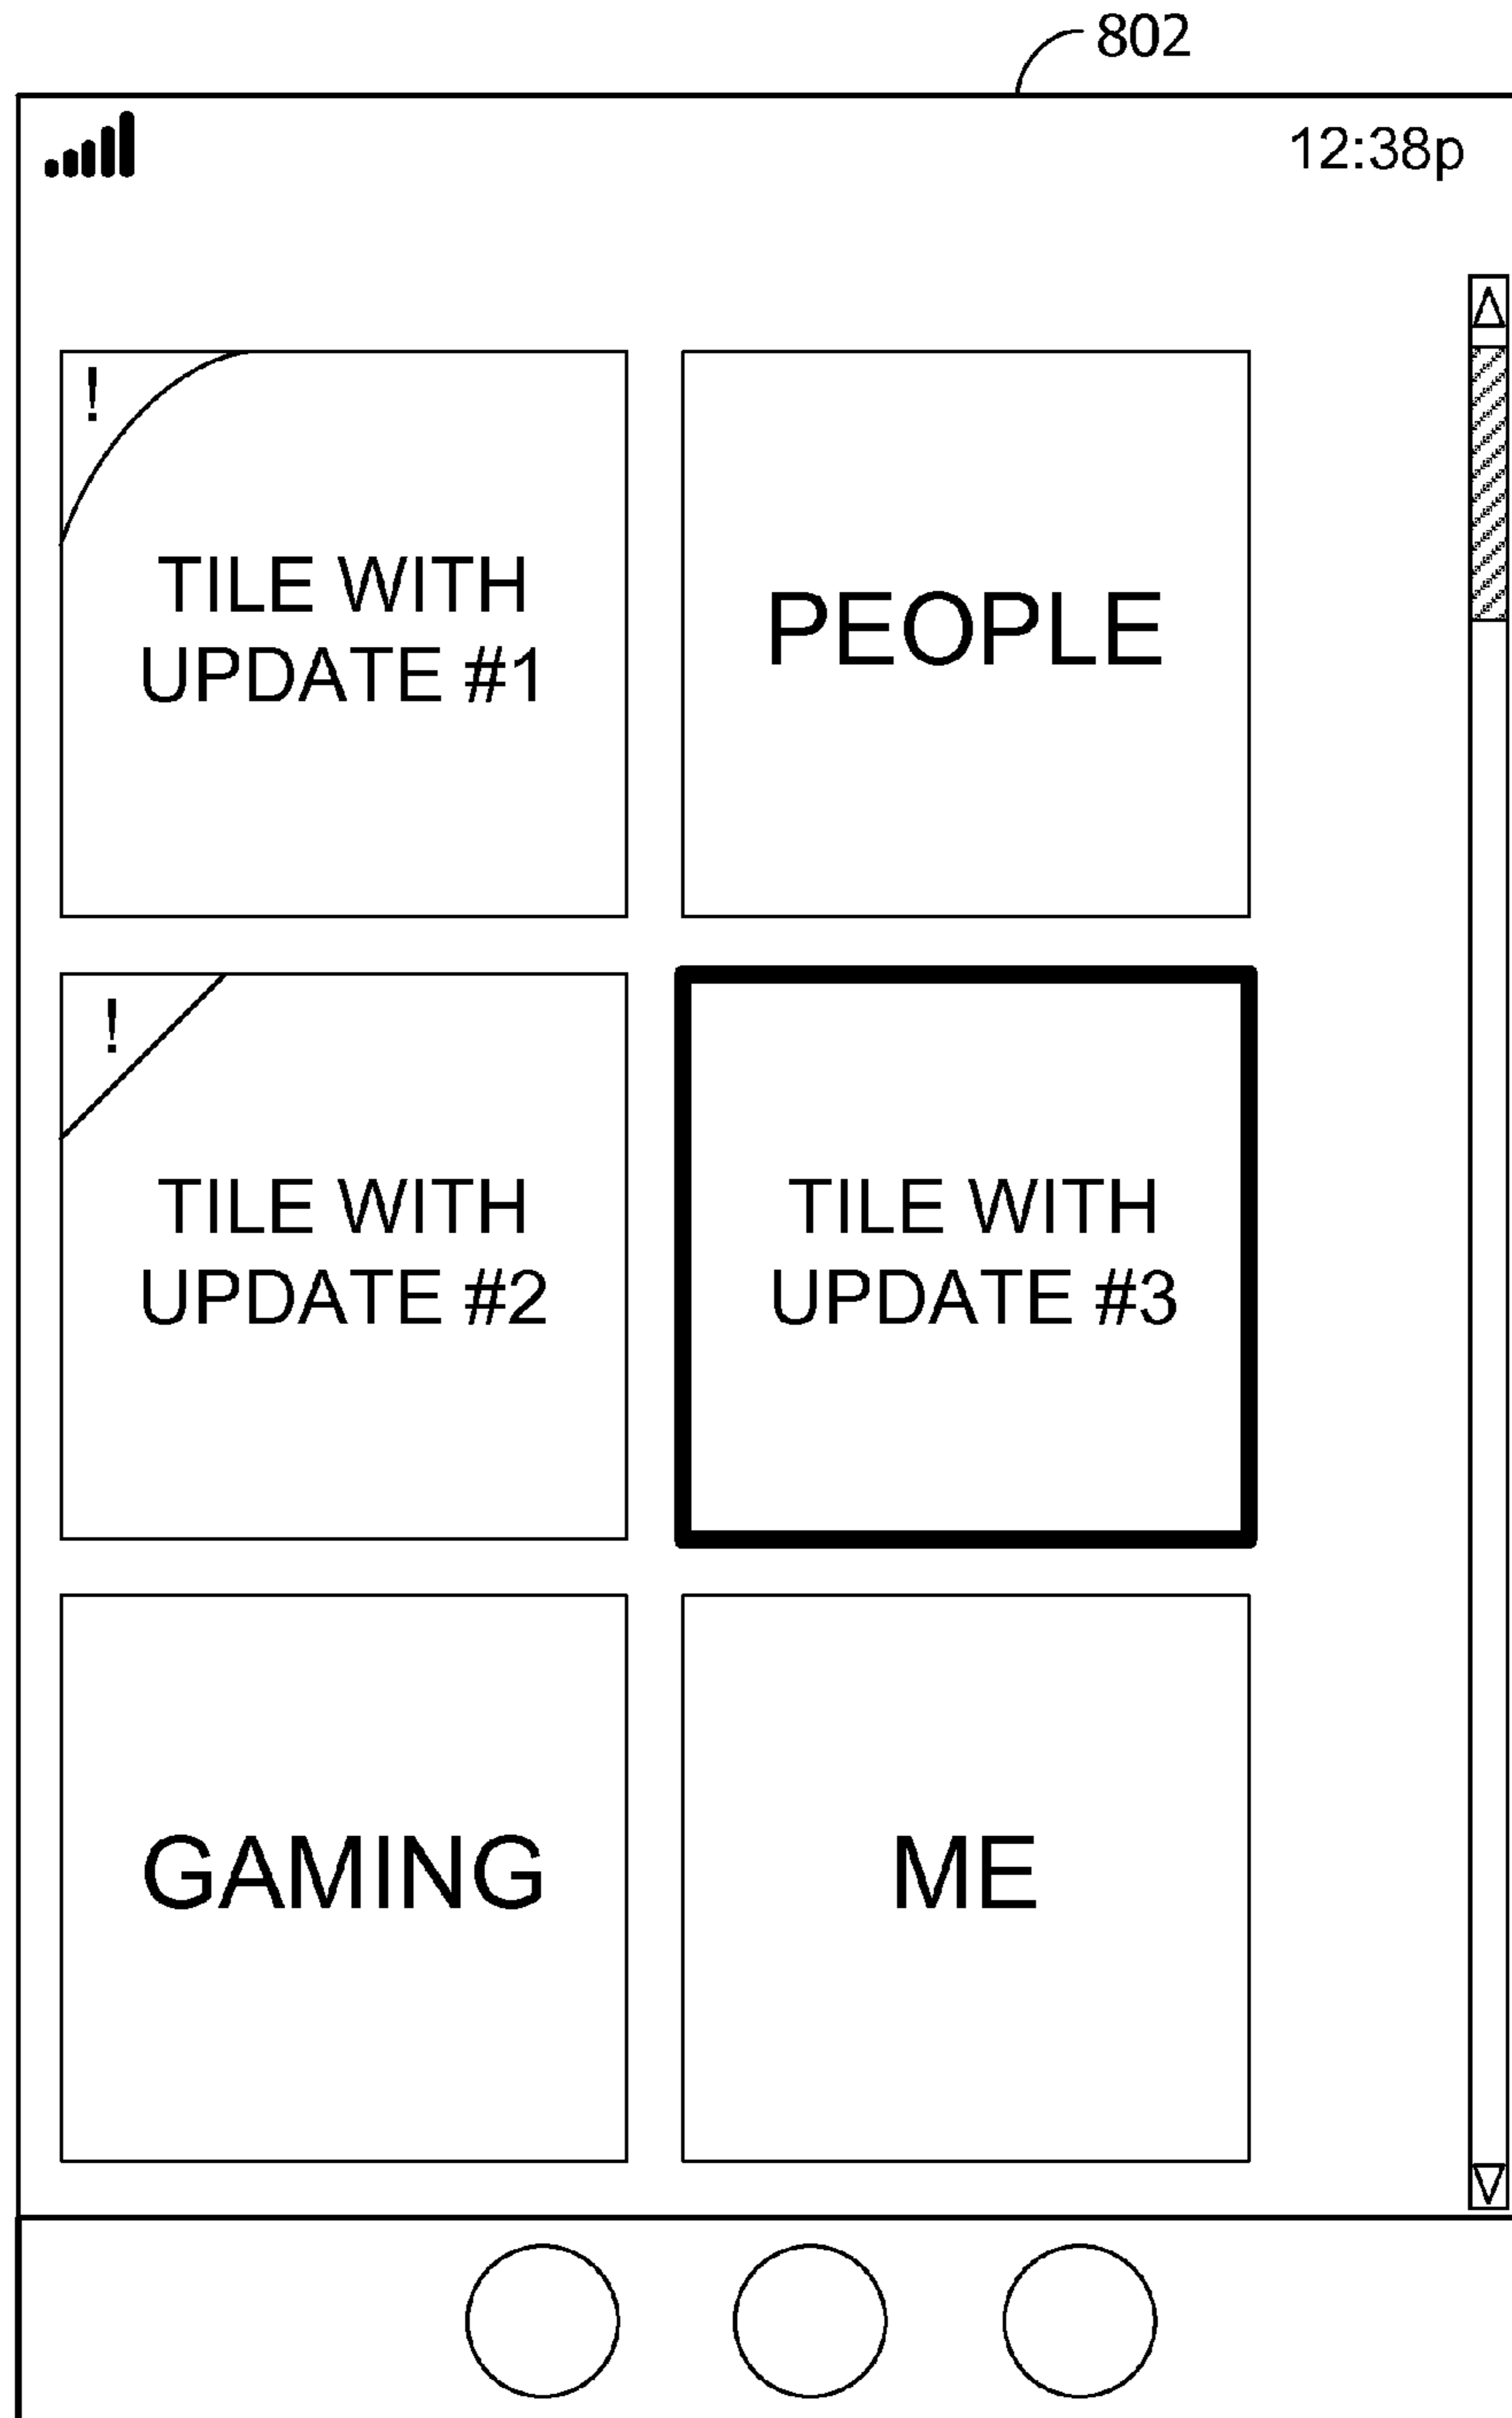 802
12:38p
!
TILE WITH
UPDATE #1
PEOPLE
!
TILE WITH
UPDATE #2
TILE WITH
UPDATE #3
GAMING
ME